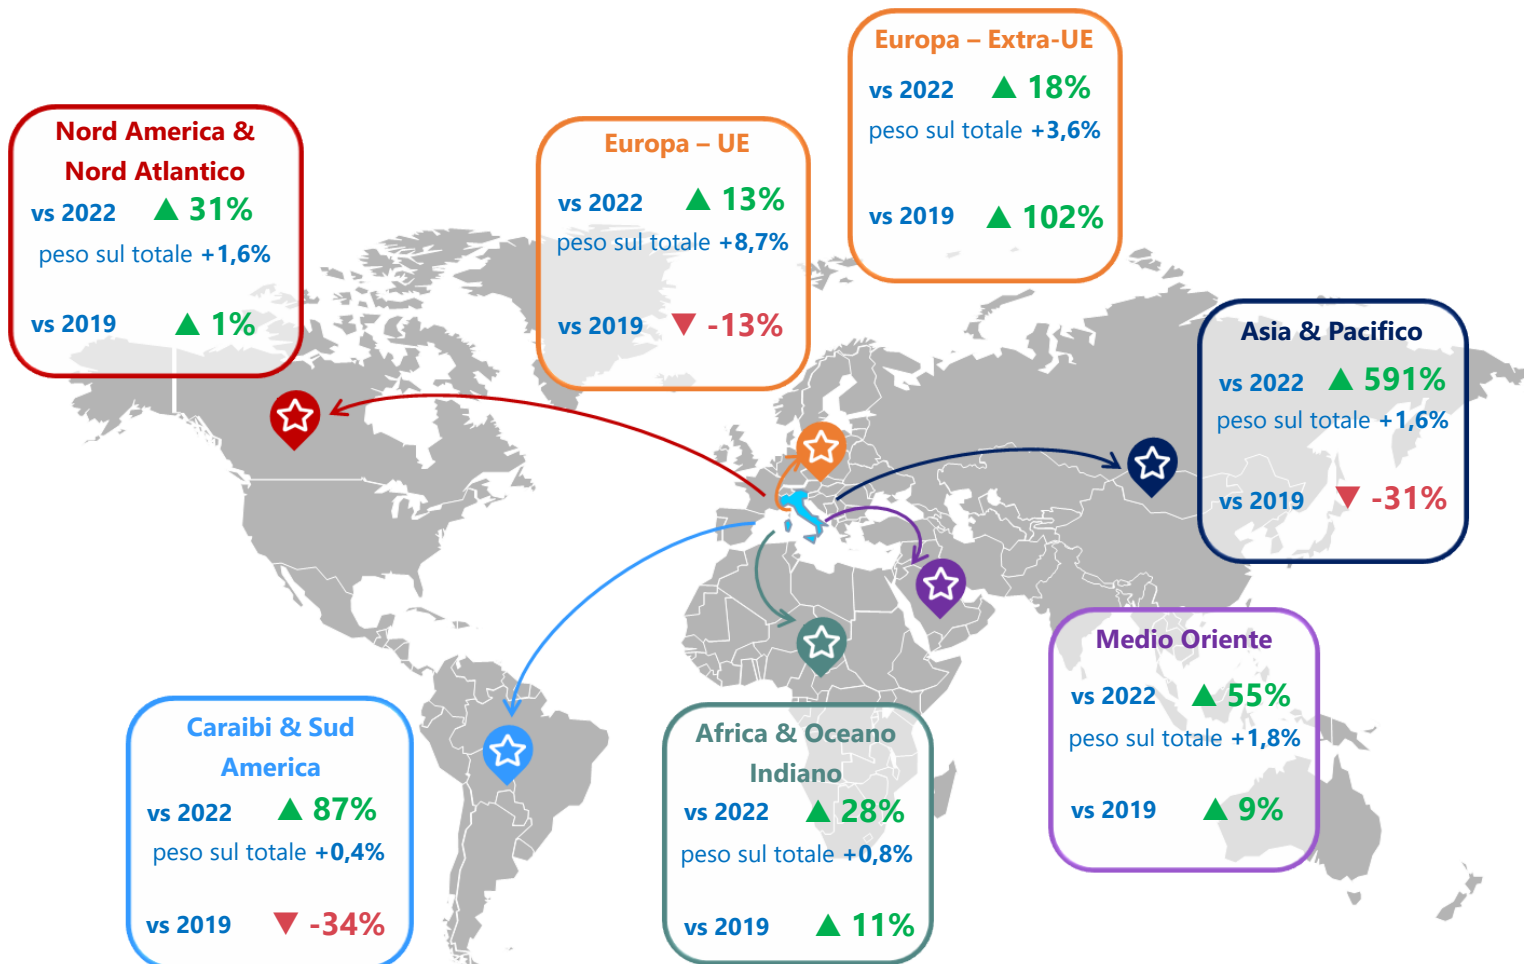 Europa – Extra-UE
vs 2022 ▲ 18%
peso sul totale +3,6%
vs 2019 ▲ 102%
Nord America &
Nord Atlantico
vs 2022 ▲ 31%
peso sul totale +1,6%
vs 2019 ▲ 1%
Europa – UE
vs 2022 ▲ 13%
peso sul totale +8,7%
vs 2019 ▼ -13%
Asia & Pacifico
vs 2022 ▲ 591%
peso sul totale +1,6%
vs 2019 ▼ -31%
Medio Oriente
vs 2022 ▲ 55%
peso sul totale +1,8%
vs 2019 ▲ 9%
Caraibi & Sud
America
vs 2022 ▲ 87%
peso sul totale +0,4%
vs 2019 ▼ -34%
Africa & Oceano
Indiano
vs 2022 ▲ 28%
peso sul totale +0,8%
vs 2019 ▲ 11%